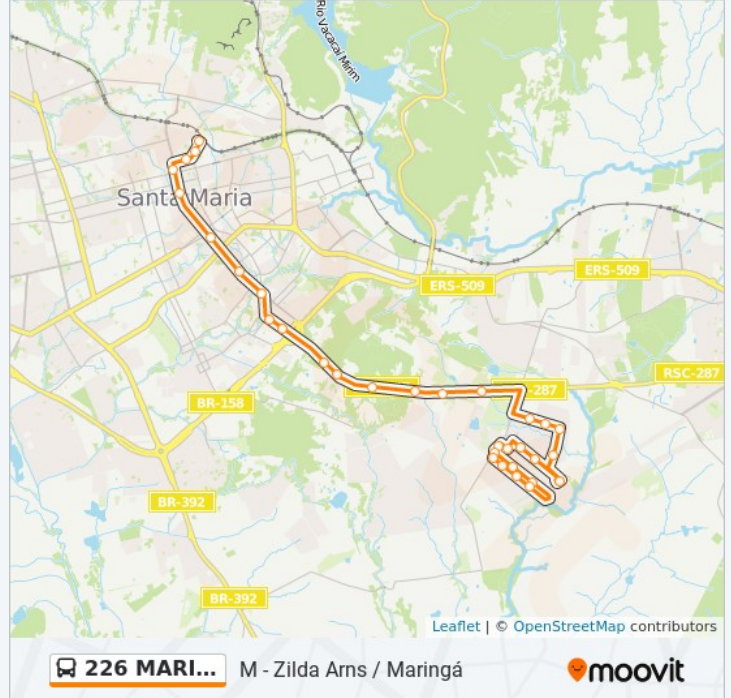 Rio Vacacaí Mirim
Santa Maria
ERS-509
ERS-509
RSC-287
-287
BR-158
BR-392
BR-392
Leaflet | © OpenStreetMap contributors
226 MARI...
M - Zilda Arns / Maringá
moovit